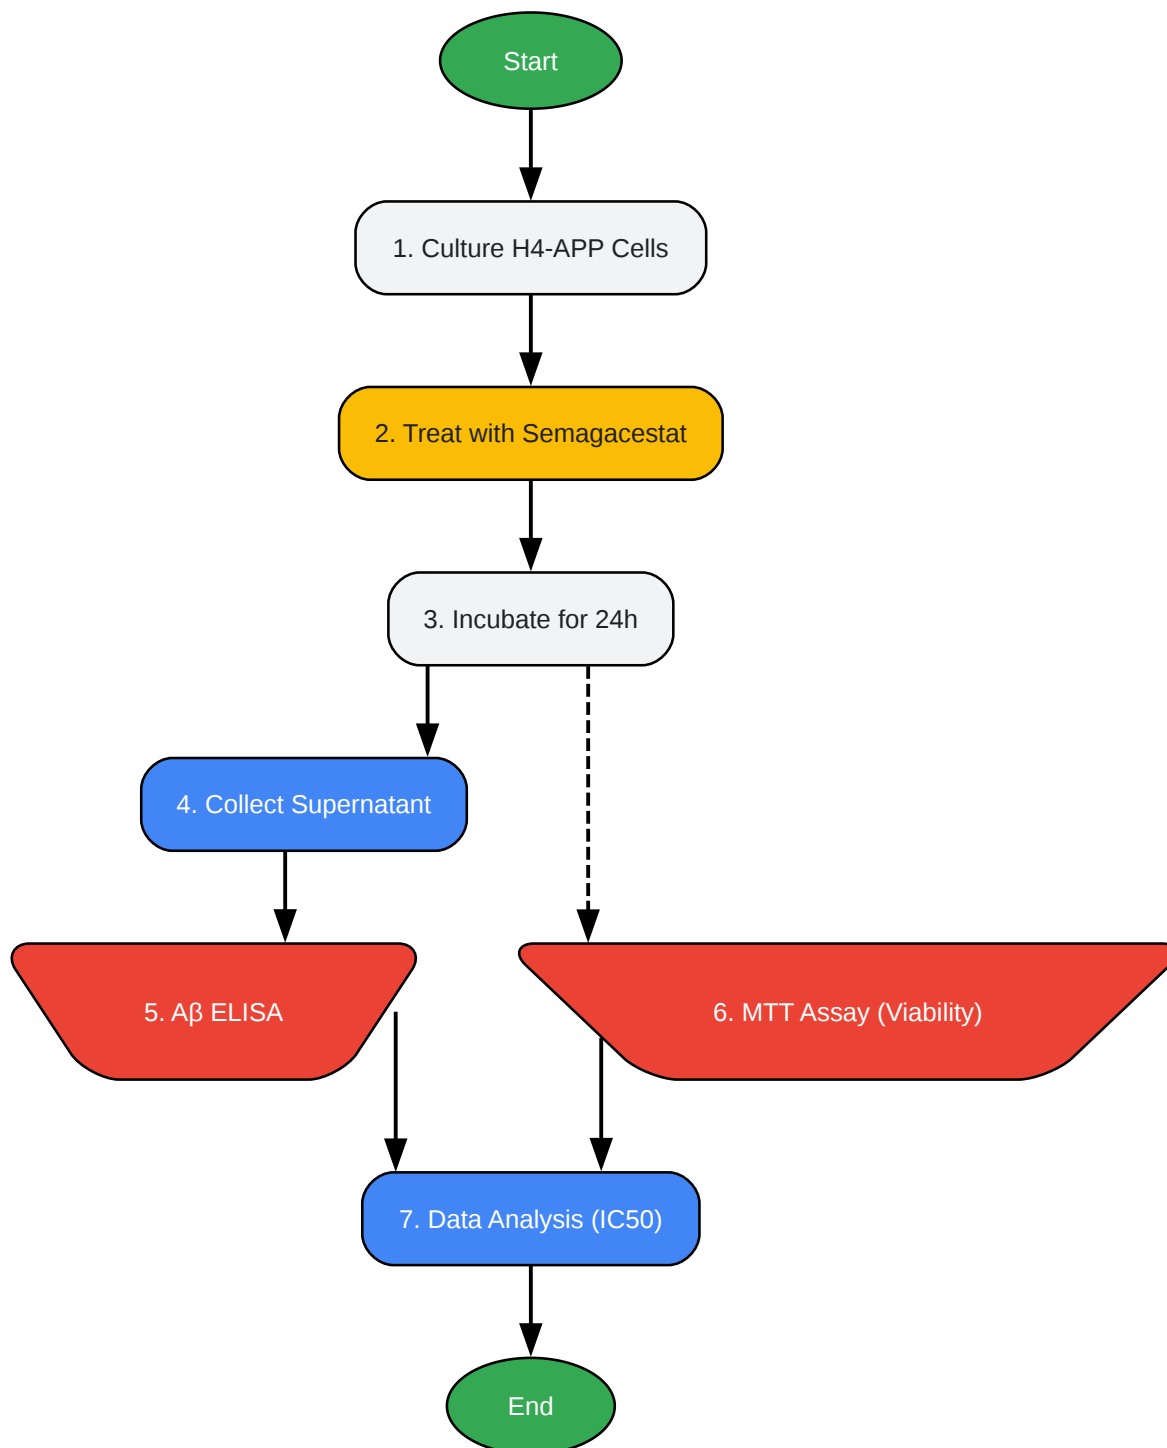 Start
1. Culture H4-APP Cells
2. Treat with Semagacestat
3. Incubate for 24h
4. Collect Supernatant
5. Aβ ELISA
6. MTT Assay (Viability)
7. Data Analysis (IC50)
End